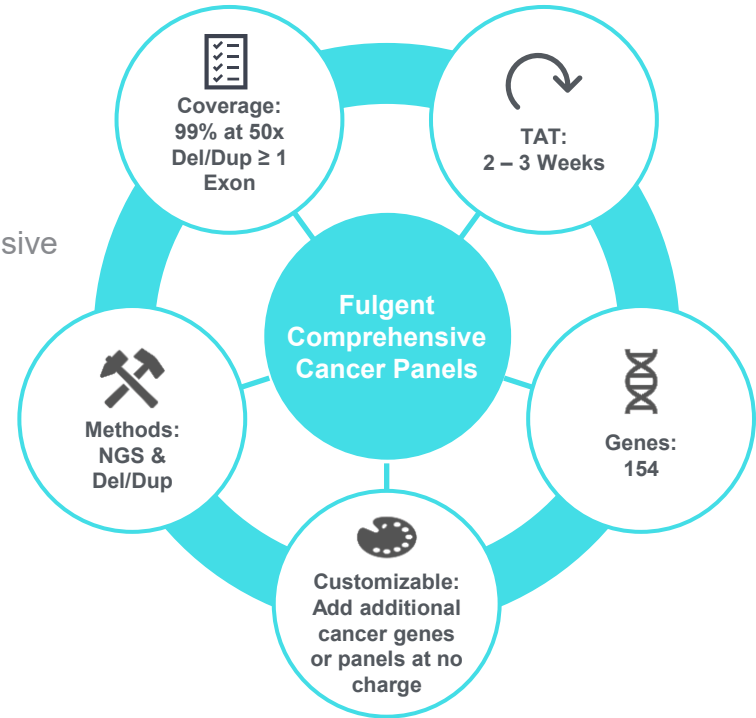 Coverage:
99% at 50x
Del/Dup ≥ 1
Exon
TAT:
2 – 3 Weeks
sive
Fulgent
Comprehensive
Cancer Panels
Methods:
NGS &
Del/Dup
Genes:
154
Customizable:
Add additional
cancer genes
or panels at no
charge